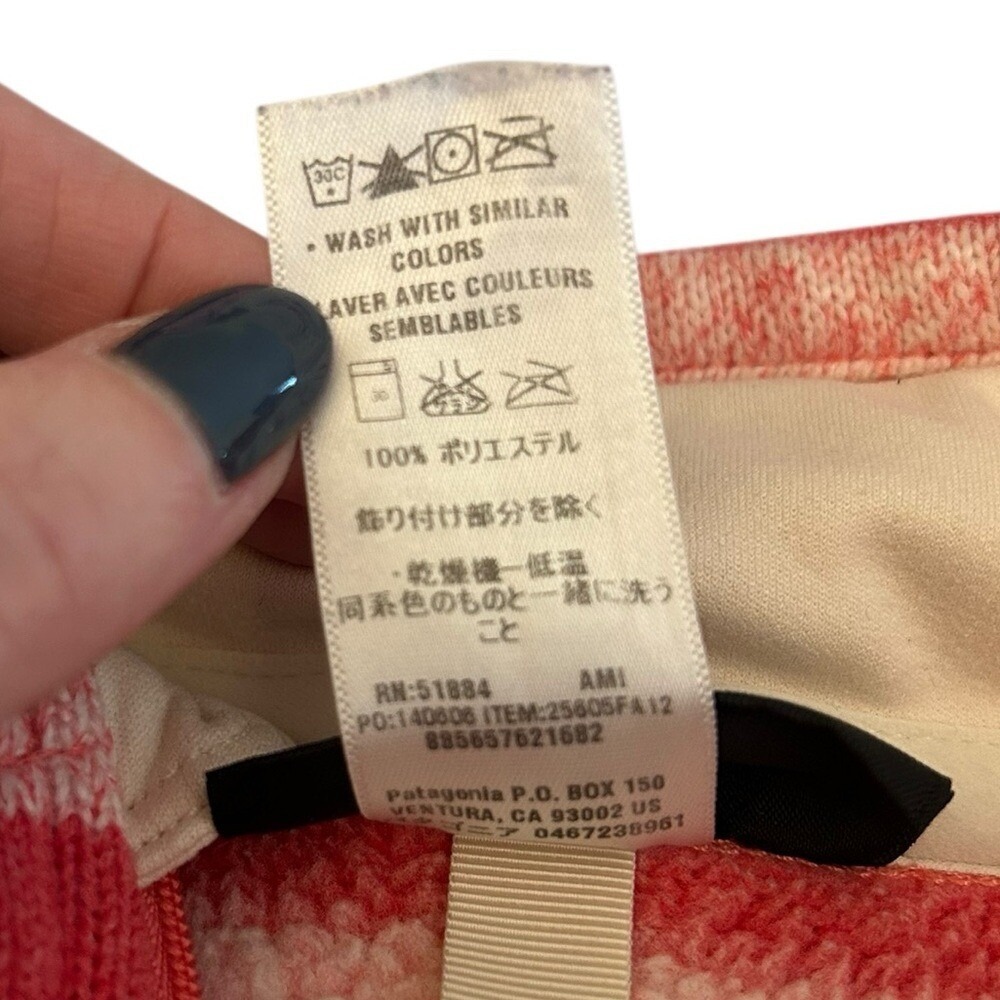 30C
• WASH WITH SIMILAR
COLORS
LAVER AVEC COULEURS
SEMBLABLES
30
100% ポリエステル
飾り付け部分を除く
・乾燥機ー低温
同系色のものと一緒に洗う
こと
RN:51884 AMI
PO:140606 ITEM:25605FA12
885657621682
Patagonia P.O. BOX 150
VENTURA, CA 93002 US
0467238961